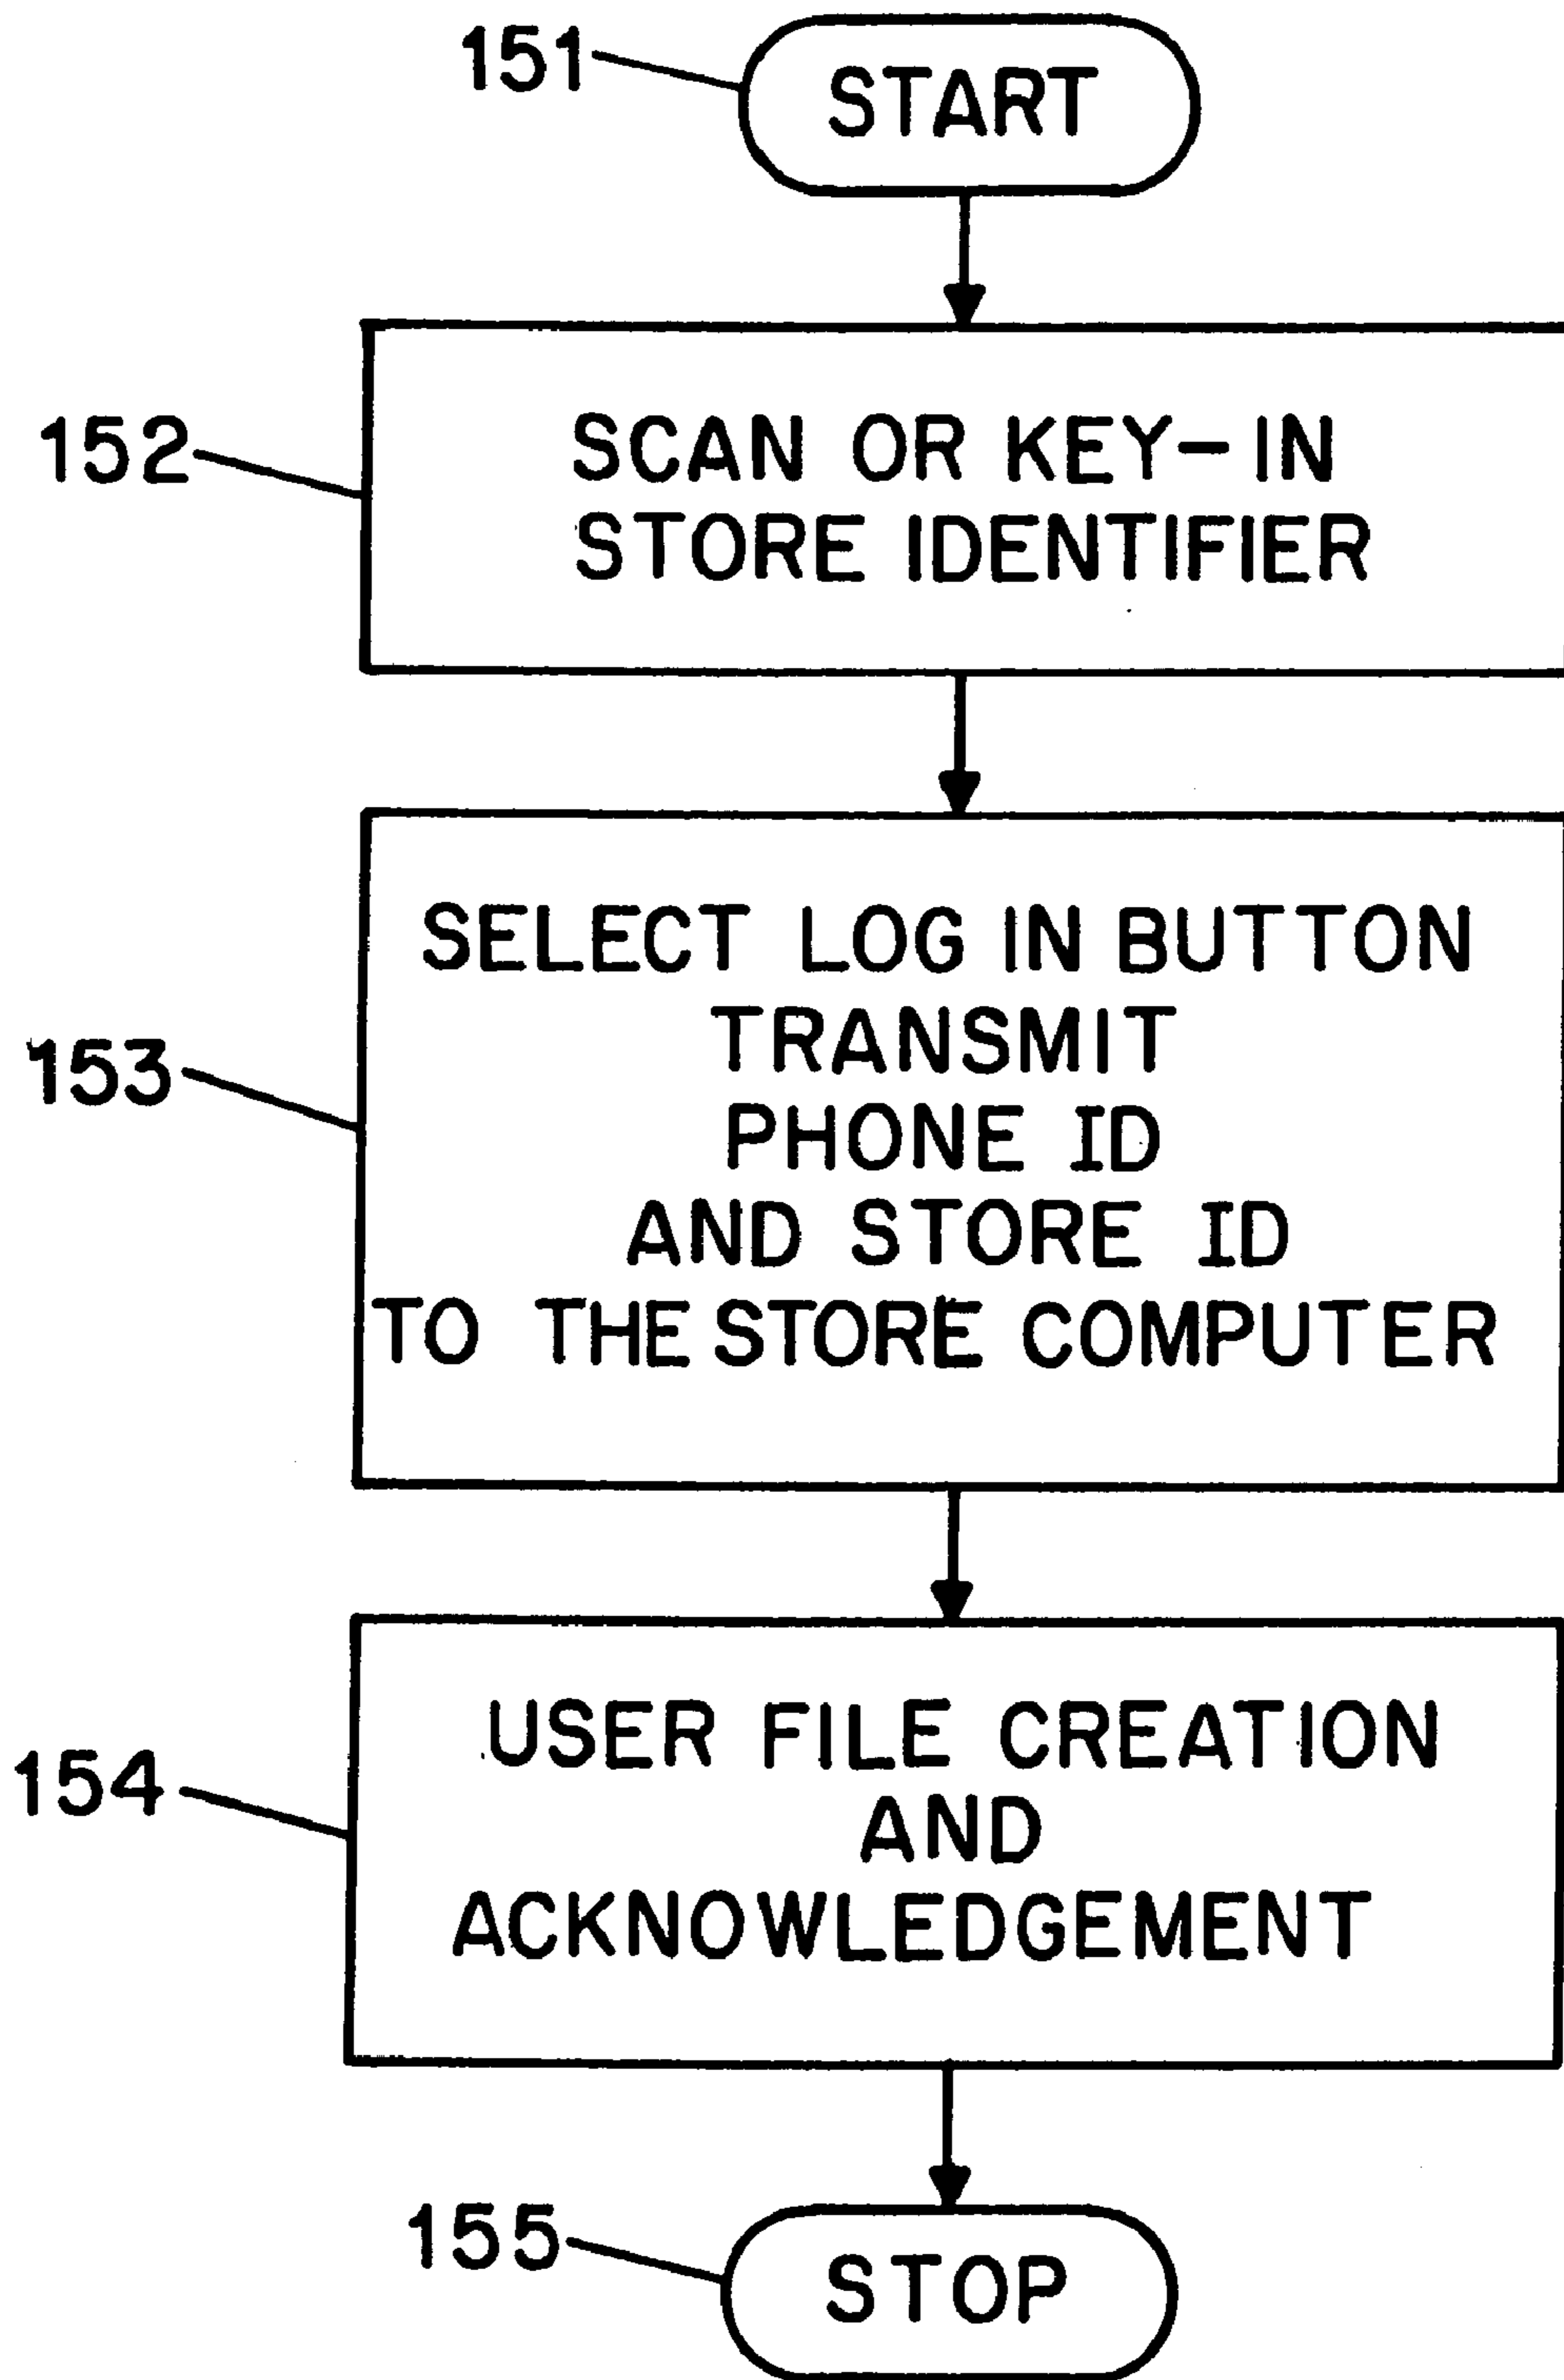 151
START
152
SCAN OR KEY-IN
STORE IDENTIFIER
153
SELECT LOG IN BUTTON
TRANSMIT
PHONE ID
AND STORE ID
TO THE STORE COMPUTER
154
USER FILE CREATION
AND
ACKNOWLEDGEMENT
155
STOP